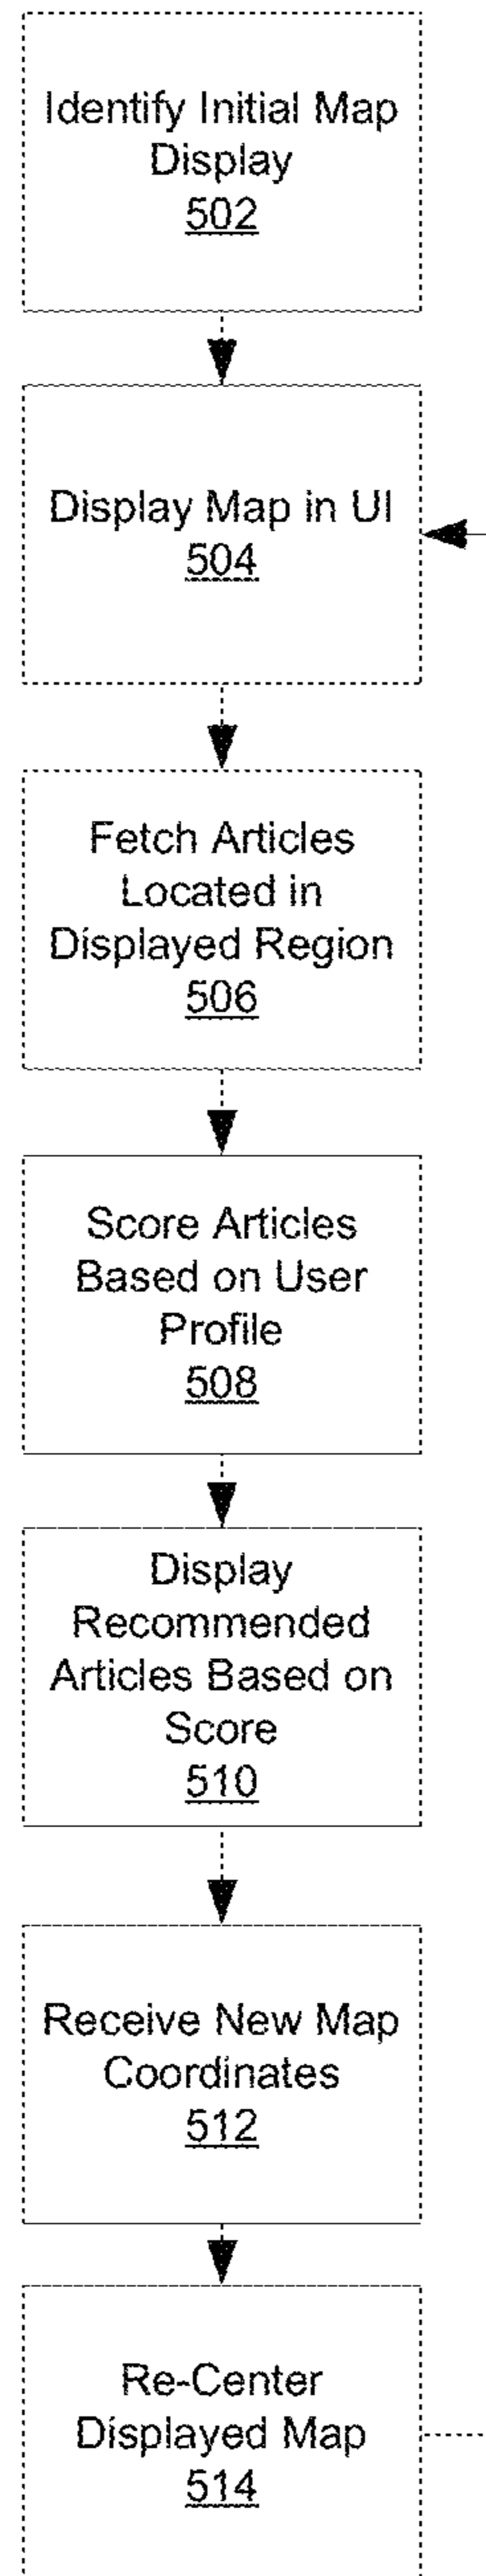 Identify Initial Map
Display
502
Display Map in UI
504
Fetch Articles
Located in
Displayed Region
506
Score Articles
Based on User
Profile
508
Display
Recommended
Articles Based on
Score
510
Receive New Map
Coordinates
512
Re-Center
Displayed Map
514